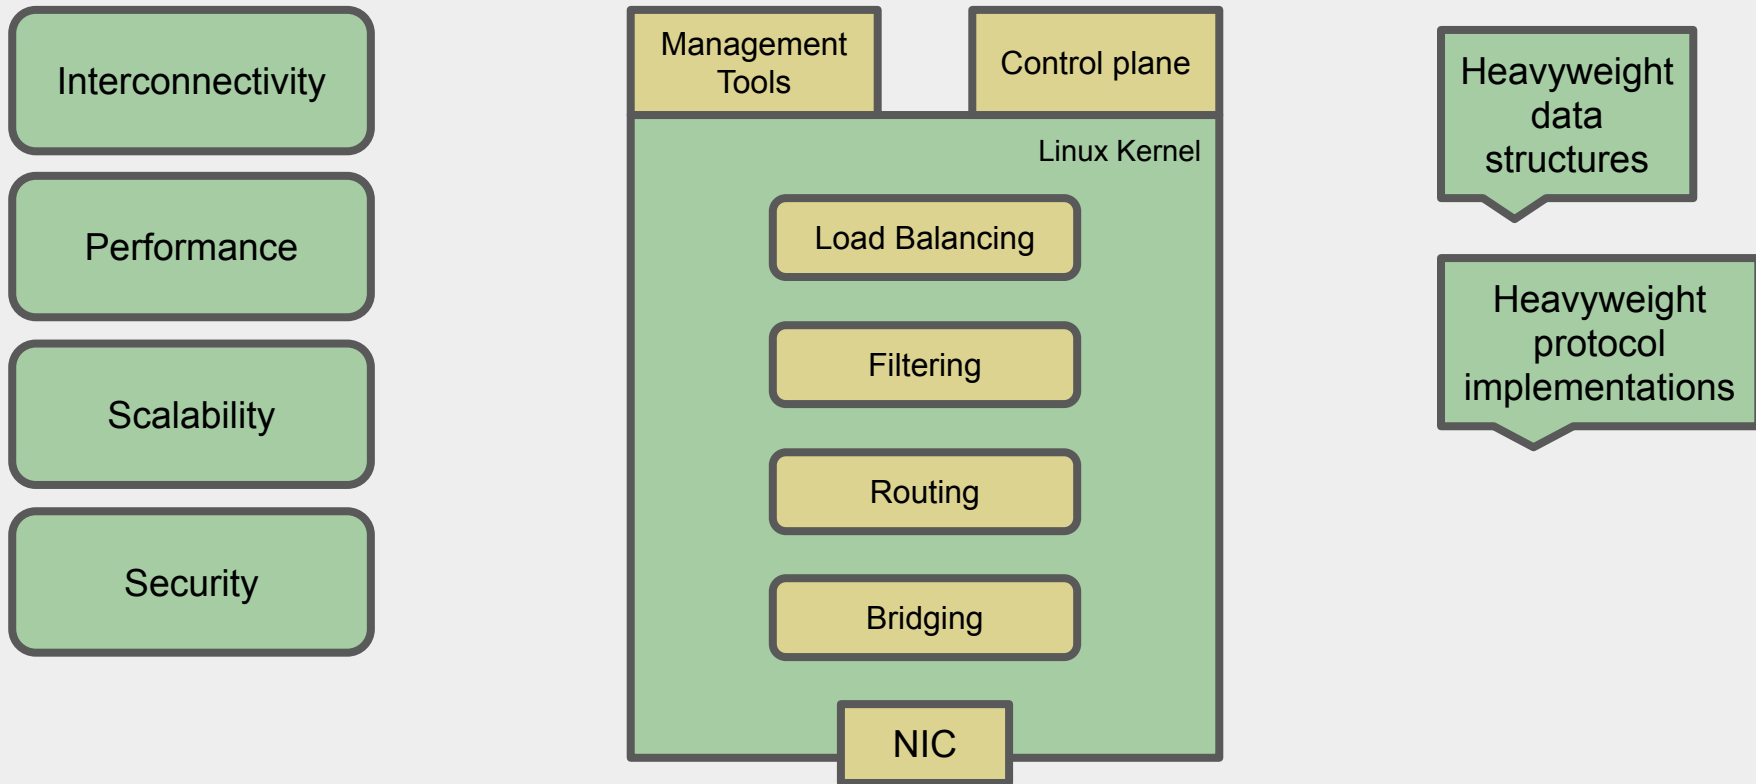 Interconnectivity
Performance
Scalability
Security
Management
Tools
Control plane
Linux Kernel
Load Balancing
Filtering
Routing
Bridging
NIC
Heavyweight
data
structures
Heavyweight
protocol
implementations